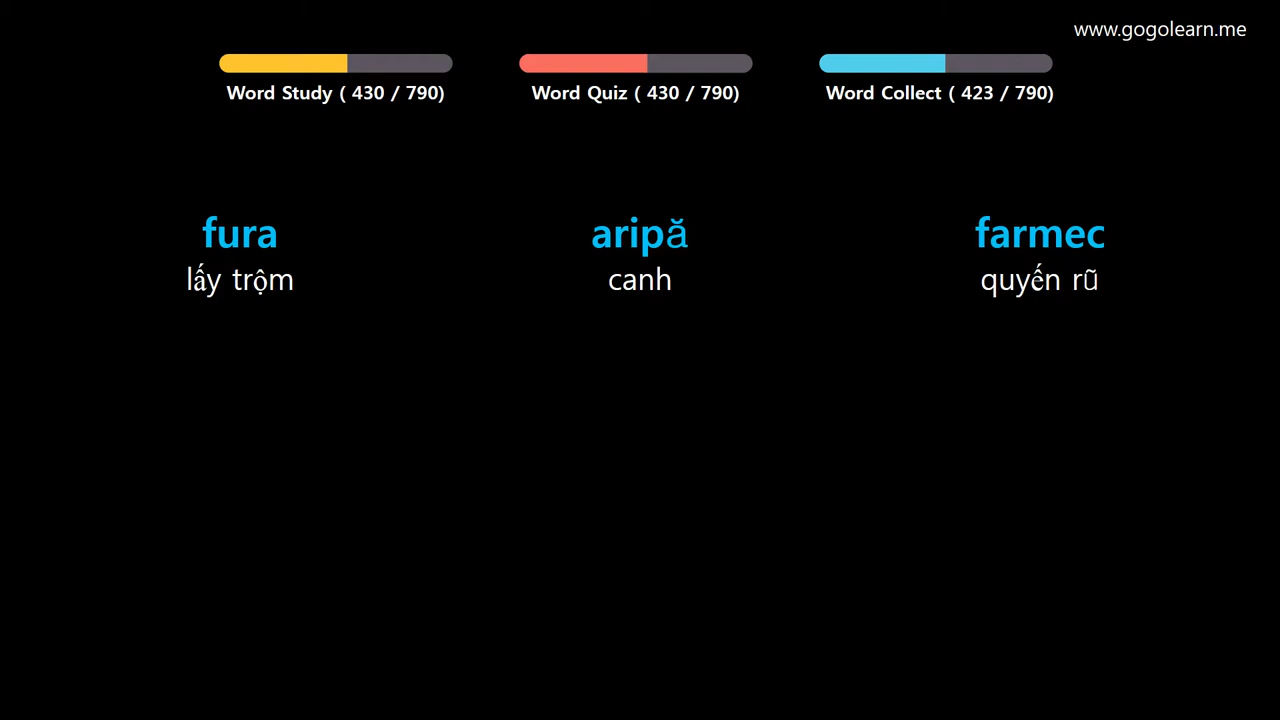 www.gogolearn.me
Word Study ( 430 / 790)
Word Quiz ( 430 / 790)
Word Collect ( 423 / 790)
fura
lấy trộm
aripă
canh
farmec
quyến rũ